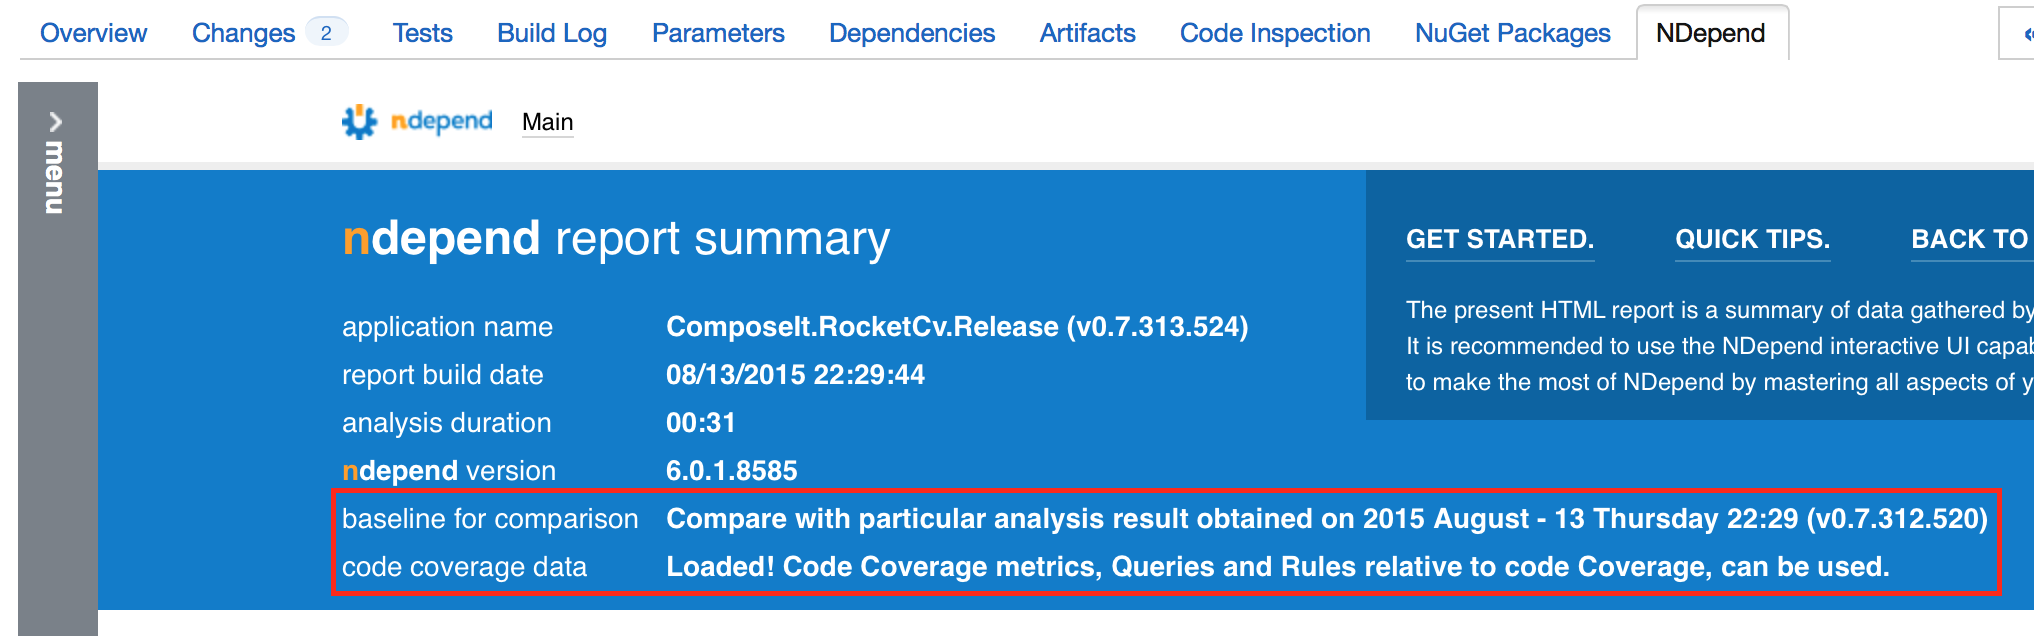 Overview Changes 2 Tests Build Log Parameters Dependencies Artifacts Code Inspection NuGet Packages NDepend
menu
ndepend Main
ndepend report summary
application name ComposeIt.RocketCv.Release (v0.7.313.524)
report build date 08/13/2015 22:29:44
analysis duration 00:31
ndepend version 6.0.1.8585
baseline for comparison Compare with particular analysis result obtained on 2015 August - 13 Thursday 22:29 (v0.7.312.520)
code coverage data Loaded! Code Coverage metrics, Queries and Rules relative to code Coverage, can be used.
GET STARTED. QUICK TIPS. BACK TO
The present HTML report is a summary of data gathered by
It is recommended to use the NDepend interactive UI
to make the most of NDepend by mastering all aspects of